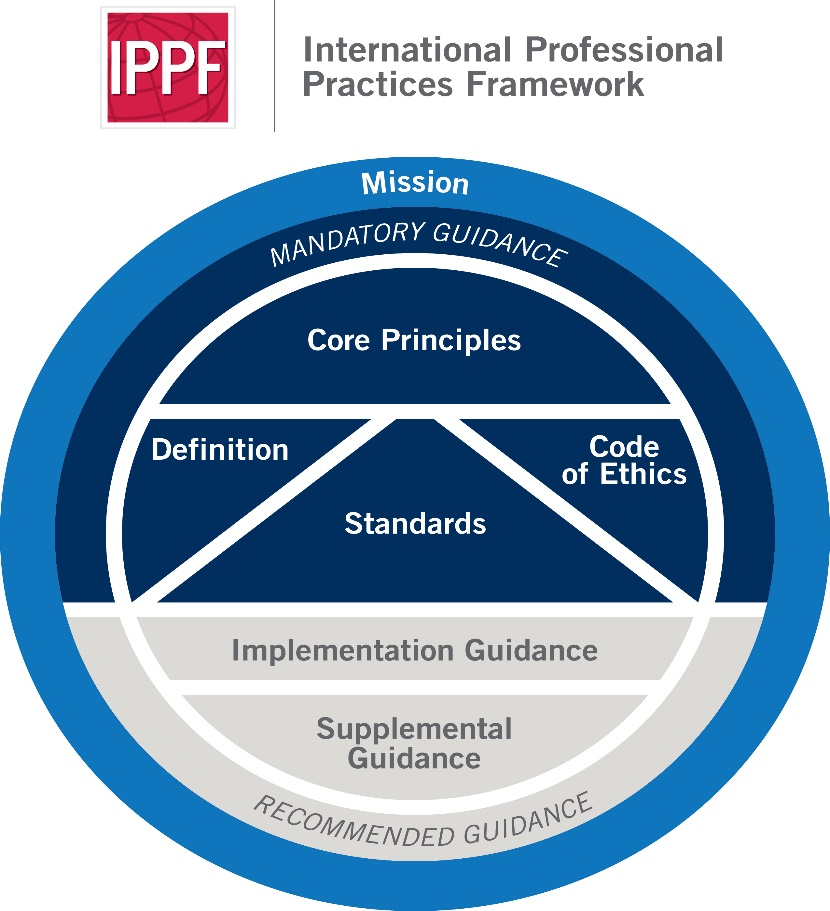 IPPF
International Professional
Practices Framework
Mission
MANDATORY GUIDANCE
Core Principles
Definition
Code
of Ethics
Standards
Implementation Guidance
Supplemental
Guidance
RECOMMENDED GUIDANCE